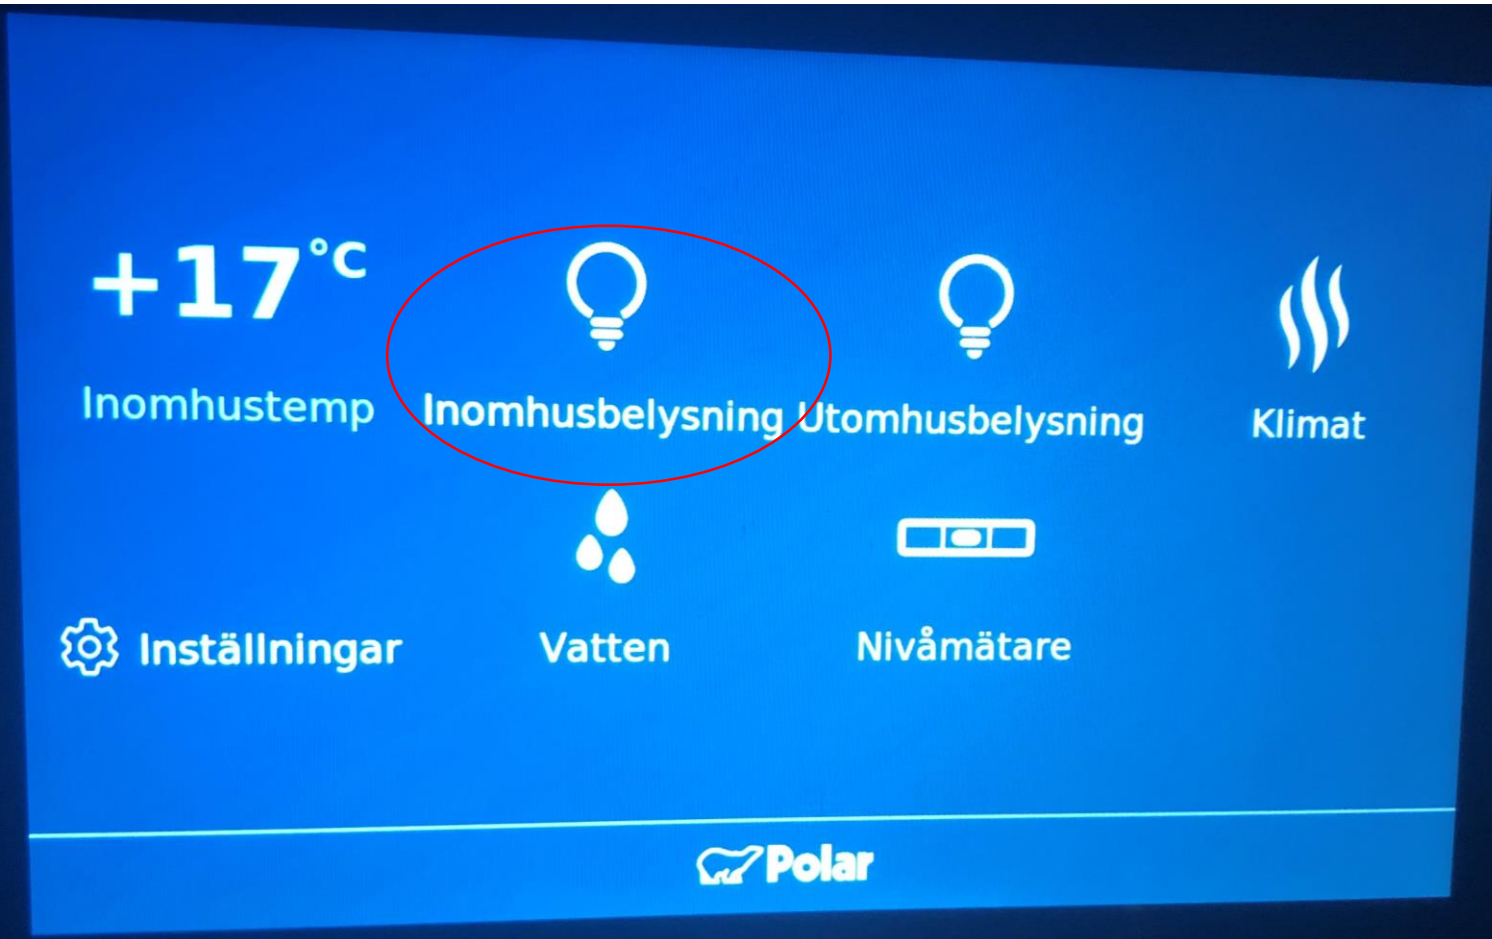 +17°C
Inomhustemp
Inomhusbelysning
Utomhusbelysning
Klimat
Inställningar
Vatten
Nivåmätare
Polar